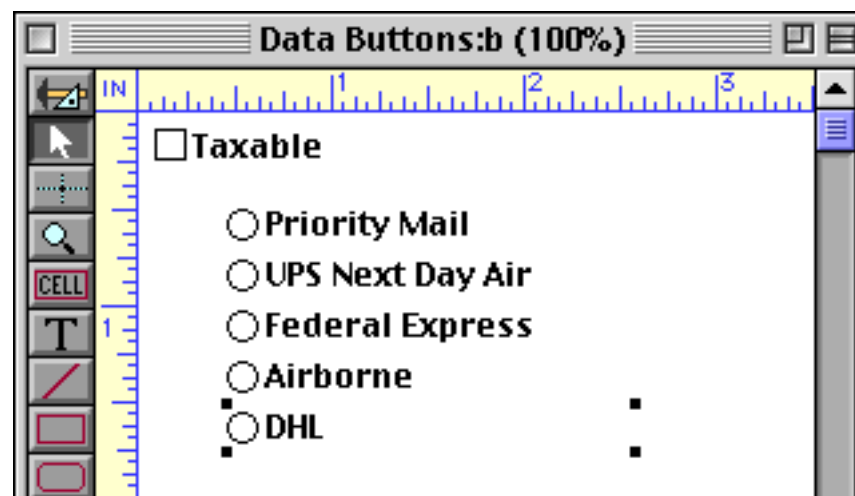 Data Buttons:b (100%)
IN 1 2 3
Taxable
Priority Mail
UPS Next Day Air
CELL
Federal Express
T 1
Airborne
DHL